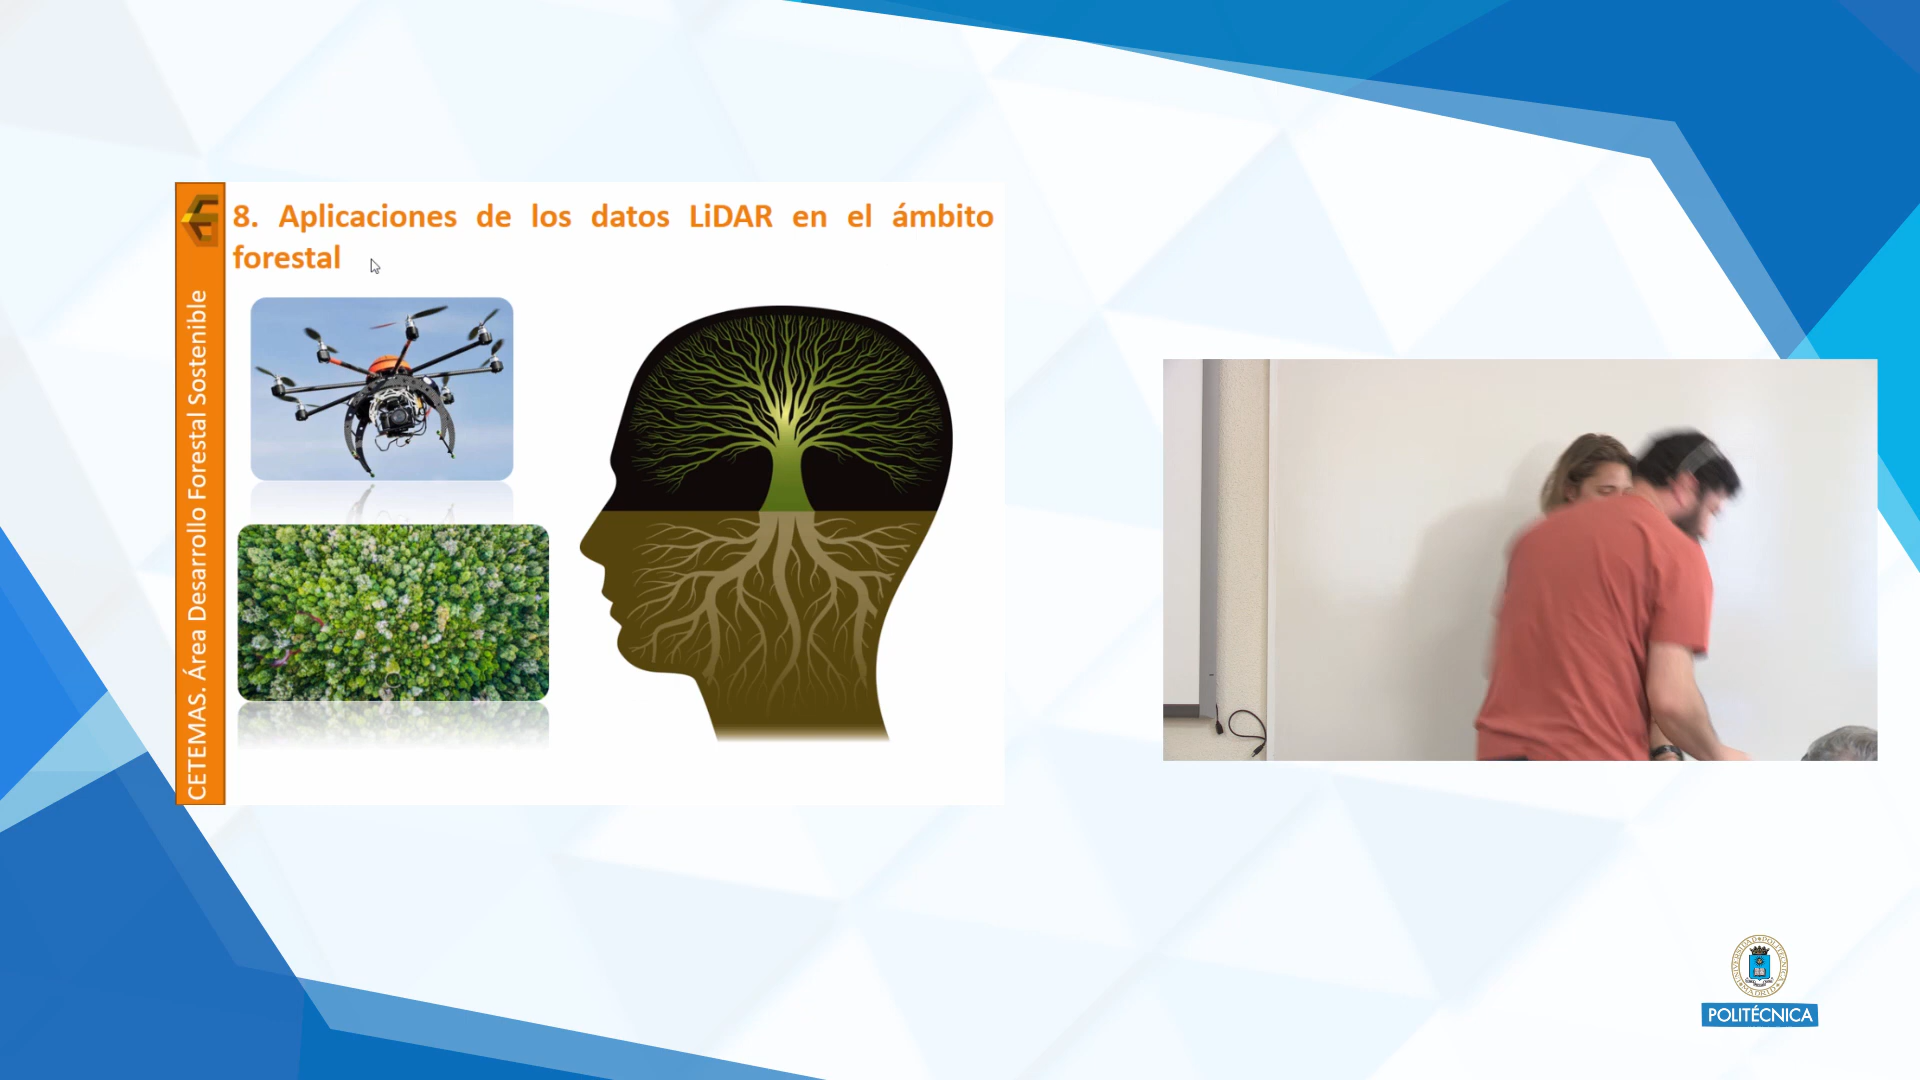 8. Aplicaciones de los datos LiDAR en el ámbito
forestal
CETEMAS. Área Desarrollo Forestal Sostenible
POLITÉCNICA